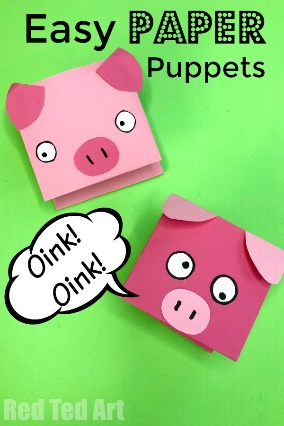 Easy PAPER
Puppets
Oink!
Oink!
Red Ted Art